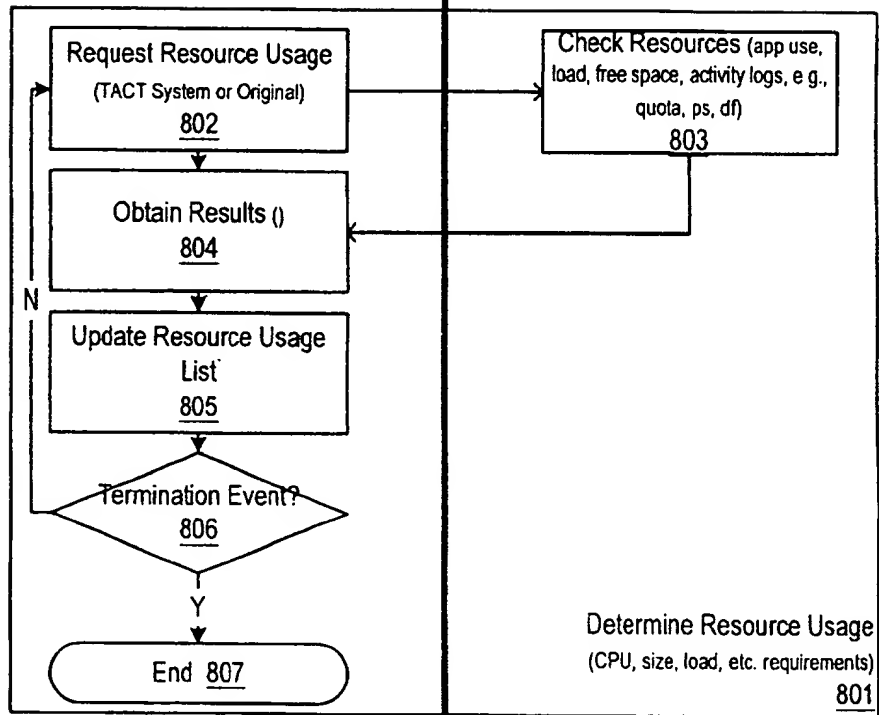 Request Resource Usage
(TACT System or Original)
802
Check Resources (app use,
load, free space, activity logs, e g.,
quota, ps, df)
803
Obtain Results ()
804
N
Update Resource Usage
List
805
Termination Event?
806
Y
End 807
Determine Resource Usage
(CPU, size, load, etc. requirements)
801